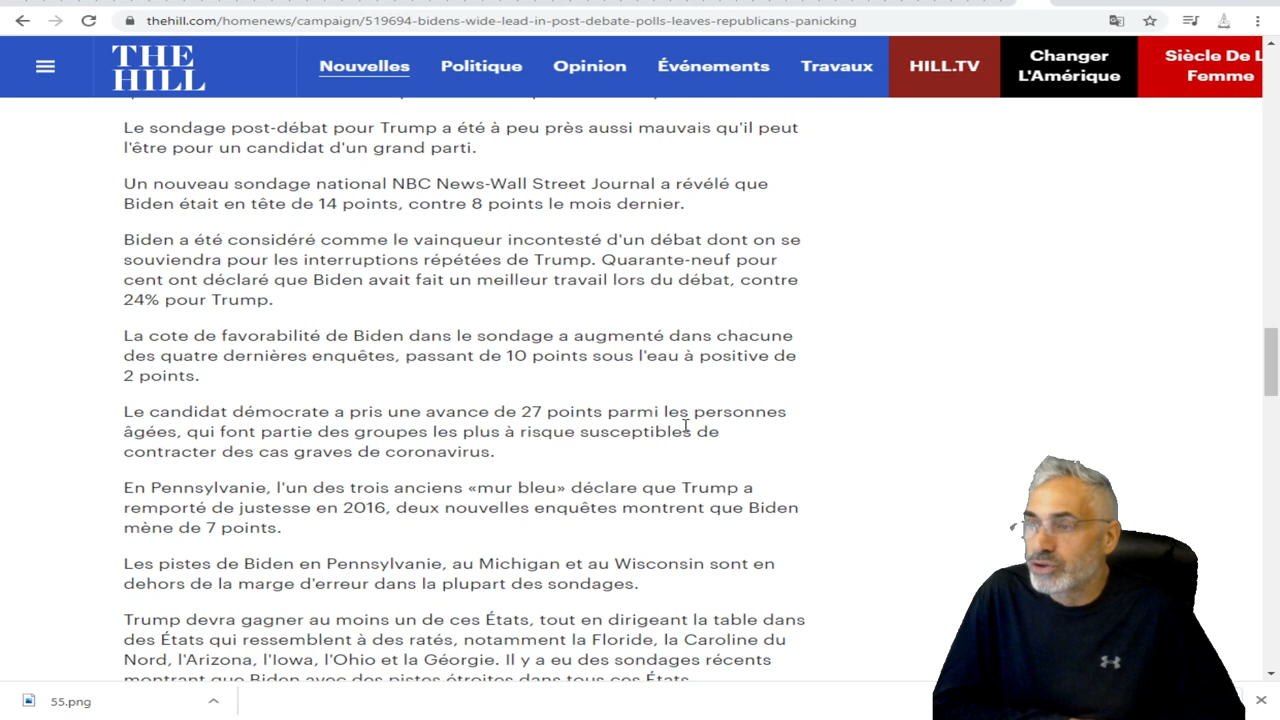 thehill.com/homenews/campaign/519694-bidens-wide-lead-in-post-debate-polls-leaves-republicans-panicking
THE HILL
Nouvelles Politique Opinion Événements Travaux HILL.TV Changer L'Amérique Siècle De L Femme
Le sondage post-débat pour Trump a été à peu près aussi mauvais qu'il peut
l'être pour un candidat d'un grand parti.
Un nouveau sondage national NBC News-Wall Street Journal a révélé que
Biden était en tête de 14 points, contre 8 points le mois dernier.
Biden a été considéré comme le vainqueur incontesté d'un débat dont on se
souviendra pour les interruptions répétées de Trump. Quarante-neuf pour
cent ont déclaré que Biden avait fait un meilleur travail lors du débat, contre
24% pour Trump.
La cote de favorabilité de Biden dans le sondage a augmenté dans chacune
des quatre dernières enquêtes, passant de 10 points sous l'eau à positive de
2 points.
Le candidat démocrate a pris une avance de 27 points parmi les personnes
âgées, qui font partie des groupes les plus à risque susceptibles de
contracter des cas graves de coronavirus.
En Pennsylvanie, l'un des trois anciens «mur bleu» déclare que Trump a
remporté de justesse en 2016, deux nouvelles enquêtes montrent que Biden
mène de 7 points.
Les pistes de Biden en Pennsylvanie, au Michigan et au Wisconsin sont en
dehors de la marge d'erreur dans la plupart des sondages.
Trump devra gagner au moins un de ces États, tout en dirigeant la table dans
des États qui ressemblent à des ratés, notamment la Floride, la Caroline du
Nord, l'Arizona, l'Iowa, l'Ohio et la Géorgie. Il y a eu des sondages récents
montrant que Biden avec des pistes étroites dans tous ces États.
55.png